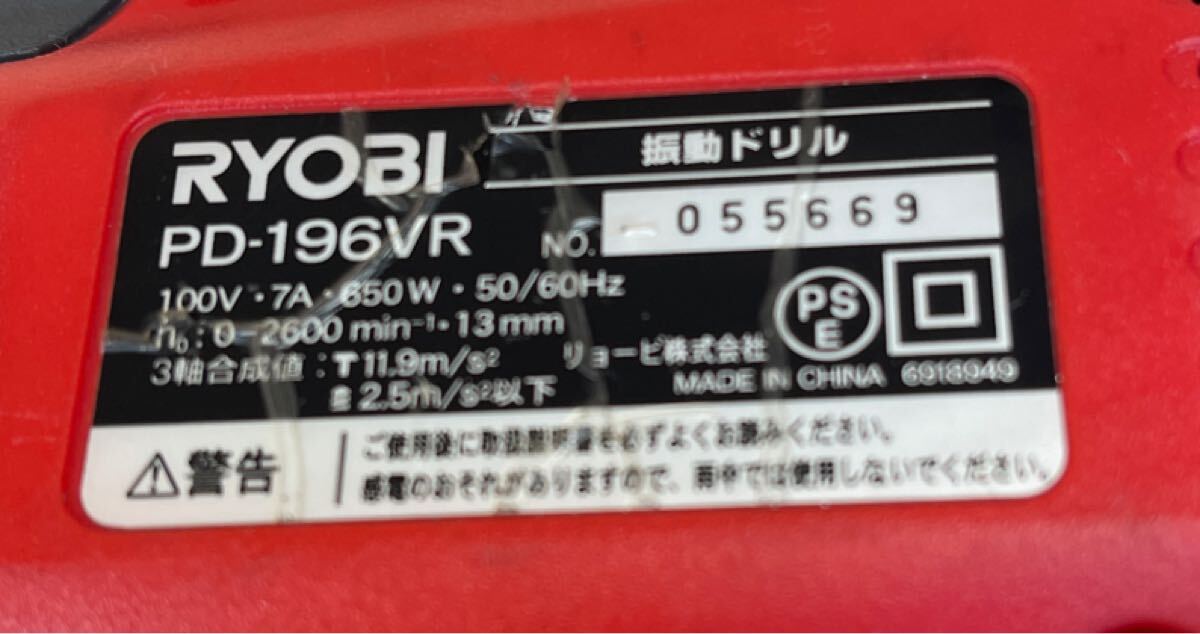 RYOBI
振動ドリル
PD-196VR
NO. 055669
100V・7A・650W・50/60Hz
n₀:0 2600 min⁻¹・13mm
PS
E
3軸合成値:
11.9m/s²
リョービ株式会社
2.5m/s²以下
MADE IN CHINA 6918949
警告
ご使用後に取扱説明書を必ずよくお読みください。
感電のおそれがありますので、雨中では使用しないでください。